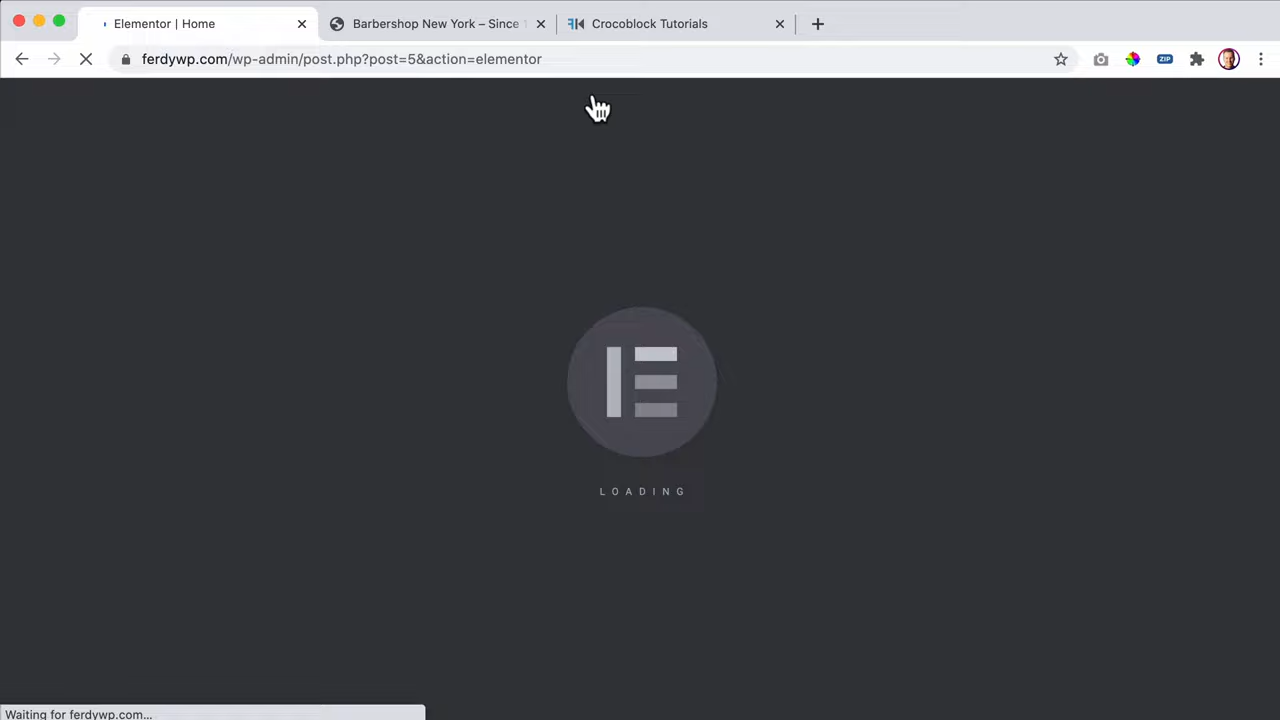 Elementor | Home
Barbershop New York – Since
Crocoblock Tutorials
ferdywp.com/wp-admin/post.php?post=5&action=elementor
ZIP
LOADING
Waiting for ferdywp.com...